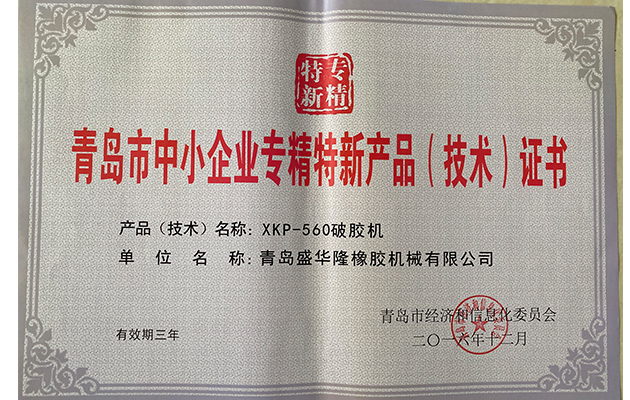 专精
特新
青岛市中小企业专精特新产品（技术）证书
产品（技术）名称：XKP-560破胶机
单位名称：青岛盛华隆橡胶机械有限公司
青岛市经济和信息化委员会
有效期三年
二〇一六年十二月